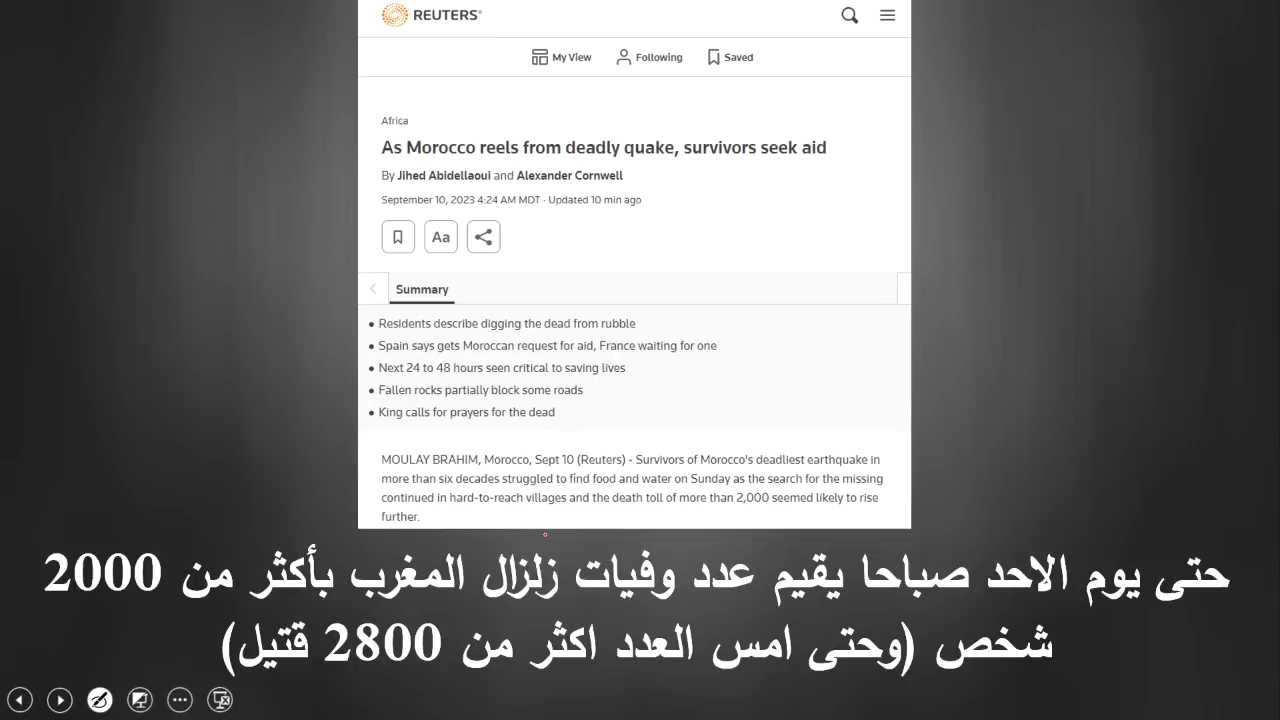 REUTERS®
My View Following Saved
Africa
As Morocco reels from deadly quake, survivors seek aid
By Jihed Abidellaoui and Alexander Cornwell
September 10, 2023 4:24 AM MDT · Updated 10 min ago
Aa
Summary
• Residents describe digging the dead from rubble
• Spain says gets Moroccan request for aid, France waiting for one
• Next 24 to 48 hours seen critical to saving lives
• Fallen rocks partially block some roads
• King calls for prayers for the dead
MOULAY BRAHIM, Morocco, Sept 10 (Reuters) - Survivors of Morocco's deadliest earthquake in
more than six decades struggled to find food and water on Sunday as the search for the missing
continued in hard-to-reach villages and the death toll of more than 2,000 seemed likely to rise
further.
حتى يوم الاحد صباحا يقيم عدد وفيات زلزال المغرب بأكثر من 2000
شخص (وحتى امس العدد اكثر من 2800 قتيل)